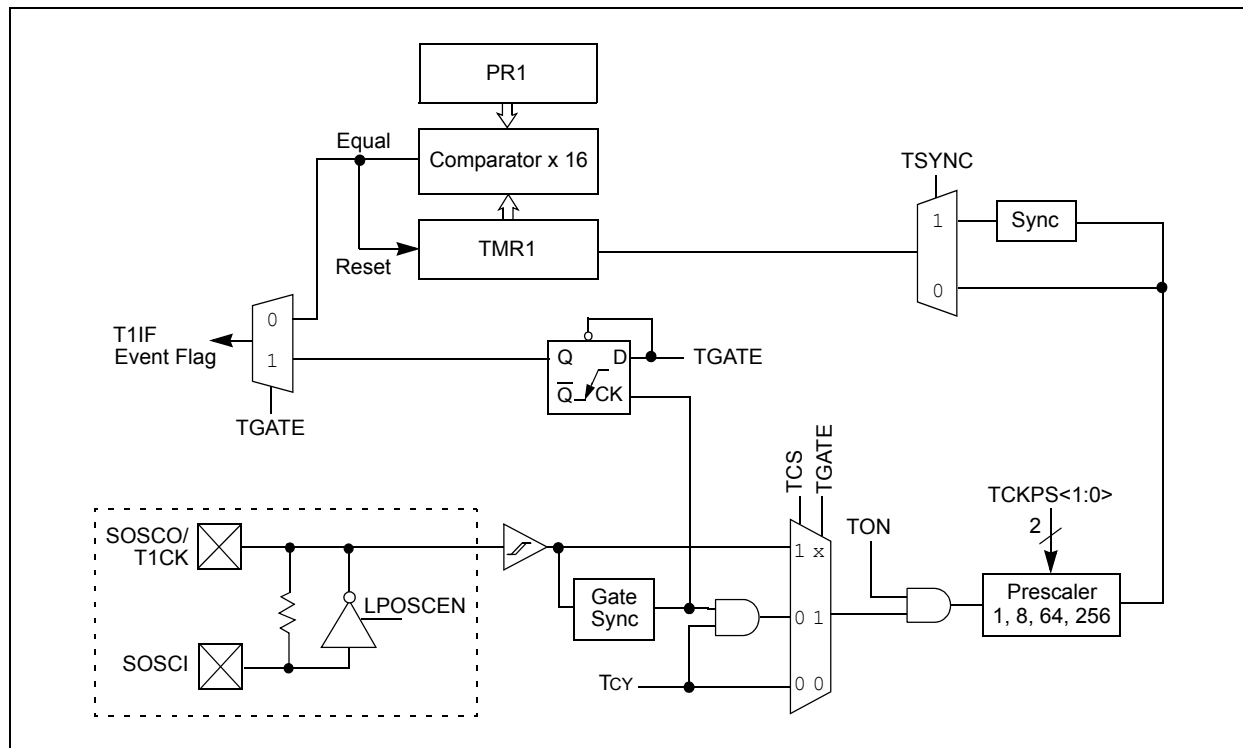 PR1
Equal
Comparator x 16
TSYNC
1
Sync
Reset
TMR1
0
0
T1IF
Event Flag
1
Q
D
TGATE
Q̅
CK
TGATE
TCS
TGATE
TCKPS<1:0>
2
TON
SOSCO/
T1CK
1 x
Prescaler
1, 8, 64, 256
LPOSCEN
Gate
Sync
0 1
SOSCI
TCY
0 0